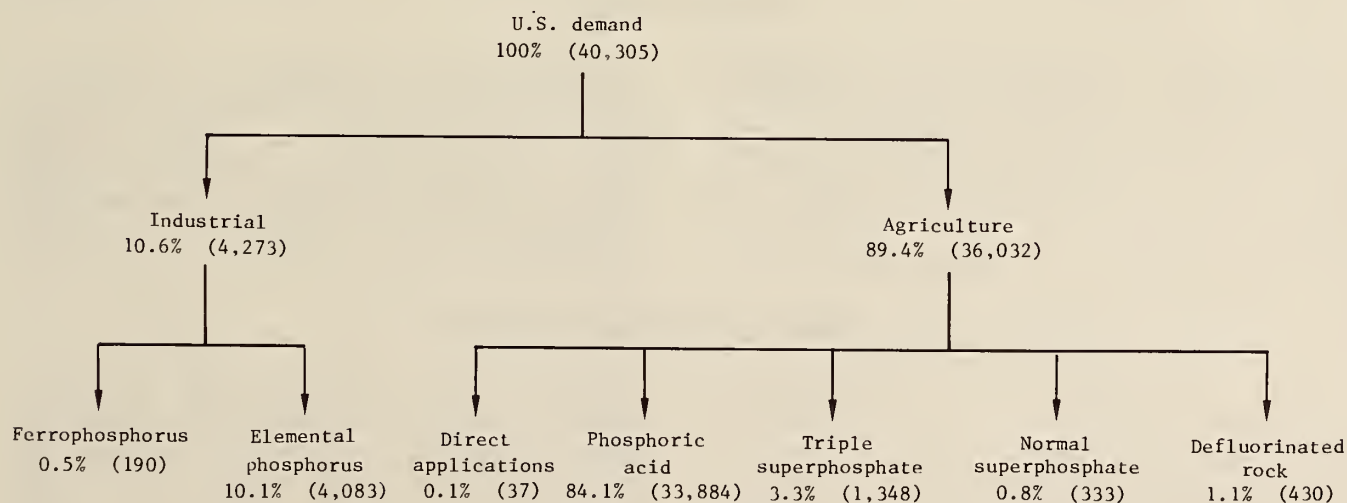 U.S. demand
100% (40,305)
Industrial
10.6% (4,273)
Agriculture
89.4% (36,032)
Ferrophosphorus
0.5% (190)
Elemental
phosphorus
10.1% (4,083)
Direct
applications
0.1% (37)
Phosphoric
acid
84.1% (33,884)
Triple
superphosphate
3.3% (1,348)
Normal
superphosphate
0.8% (333)
Defluorinated
rock
1.1% (430)